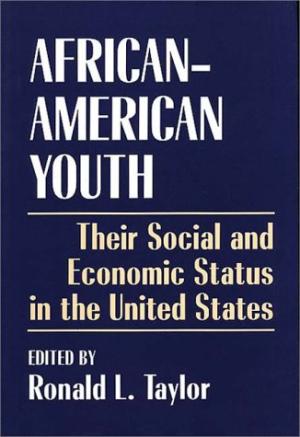 AFRICAN–
AMERICAN
YOUTH
Their Social and
Economic Status
in the United States
EDITED BY
Ronald L. Taylor